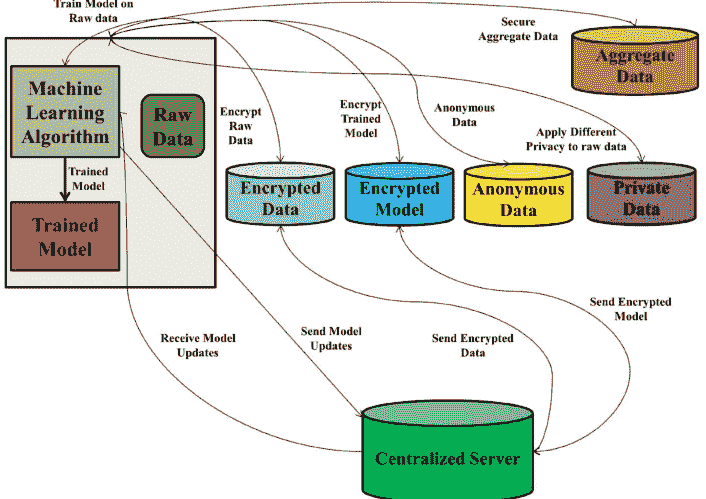 Train Model on
Raw data
Secure
Aggregate Data
Aggregate
Data
Machine
Learning
Algorithm
Raw
Data
Encrypt
Raw
Data
Encrypt
Trained
Model
Anonymous
Data
Apply Different
Privacy to raw data
Trained
Model
Encrypted
Data
Encrypted
Model
Anonymous
Data
Private
Data
Trained
Model
Receive Model
Updates
Send Model
Updates
Send Encrypted
Data
Send Encrypted
Model
Centralized Server